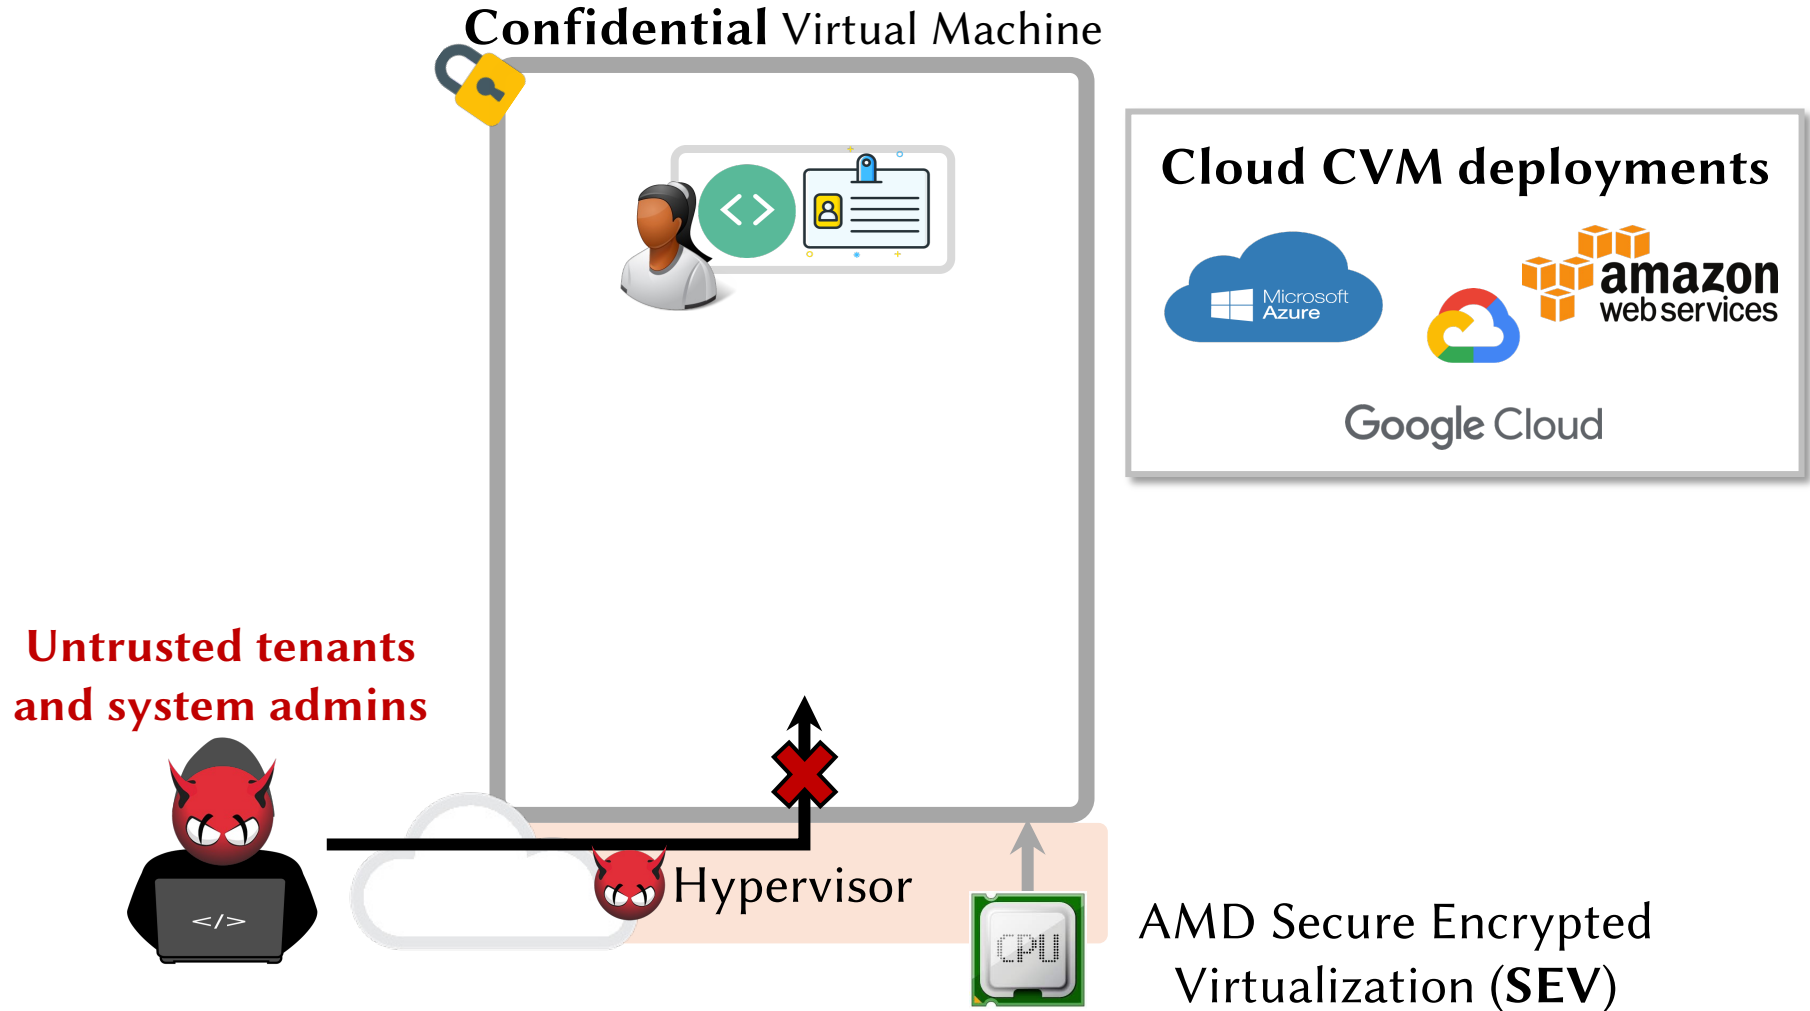 Confidential Virtual Machine
Cloud CVM deployments
Microsoft
Azure
amazon
web services
Google Cloud
Untrusted tenants
and system admins
</>
Hypervisor
CPU
AMD Secure Encrypted
Virtualization (SEV)